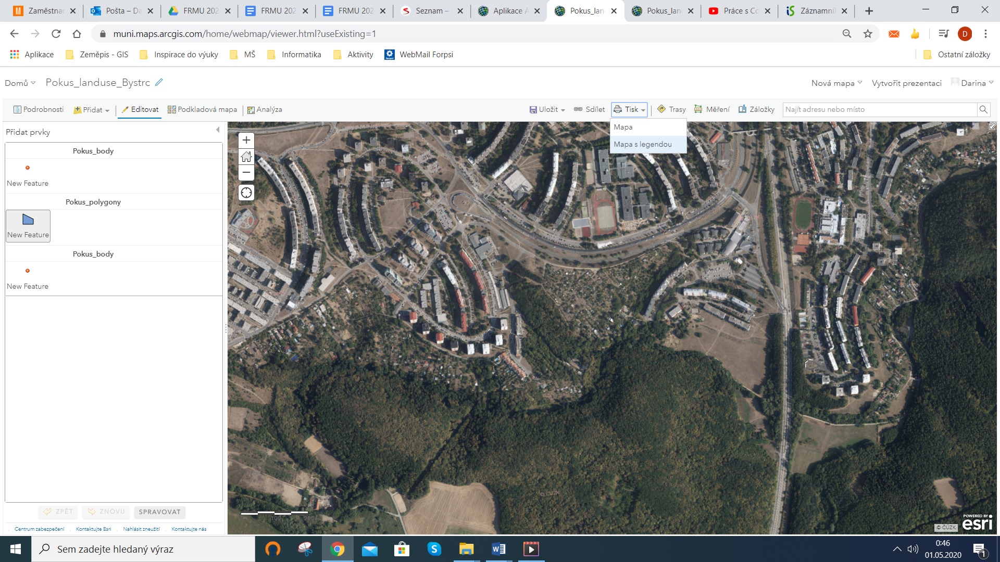 Zaměstnan
Pošta – Da
FRMU 202
FRMU 202
FRMU 202
Seznam –
Aplikace A
Pokus_lan
Pokus_lan
Práce s Co
Záznamní
muni.maps.arcgis.com/home/webmap/viewer.html?useExisting=1
D
Aplikace
Zeměpis - GIS
Inspirace do výuky
MŠ
Informatika
Aktivity
WebMail Forpsi
Ostatní záložky
Domů
Pokus_landuse_Bystrc
Nová mapa
Vytvořit prezentaci
Darina
Podrobnosti
Přidat
Editovat
Podkladová mapa
Analýza
Uložit
Sdílet
Tisk
Trasy
Měření
Záložky
Najít adresu nebo místo
Mapa
Mapa s legendou
Přidat prvky
Pokus_body
New Feature
Pokus_polygony
New Feature
Pokus_body
New Feature
ZPĚT
ZNOVU
SPRAVOVAT
Centrum zabezpečení
Kontaktujte Esri
Nahlásit zneužití
Kontaktujte nás
© ČÚZK
POWERED BY
esri
© ČÚZK
Sem zadejte hledaný výraz
0:46
01.05.2020
1